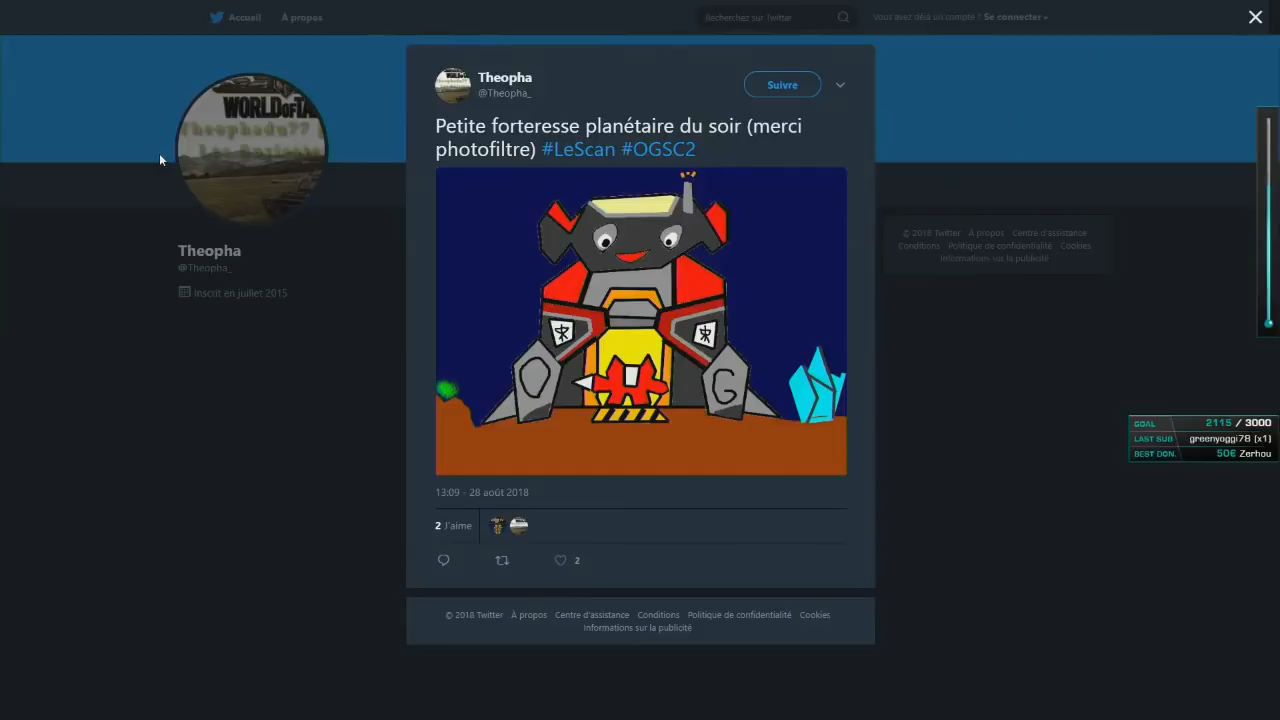 Accueil
À propos
Recherchez sur Twitter
Vous avez déjà un compte ? Se connecter
WORLD OF TA
Theophadu77
Theopha
@Theopha_
Inscrit en juillet 2015
Theopha
@Theopha_
Suivre
Petite forteresse planétaire du soir (merci
photofiltre) #LeScan #OGSC2
O
G
13:09 - 28 août 2018
2 J'aime
2
© 2018 Twitter À propos Centre d'assistance Conditions Politique de confidentialité Cookies
Informations sur la publicité
© 2018 Twitter À propos Centre d'assistance
Conditions Politique de confidentialité Cookies
Informations sur la publicité
GOAL 2115 / 3000
LAST SUB greenyoggi78 (x1)
BEST DON. 50€ Zerhou